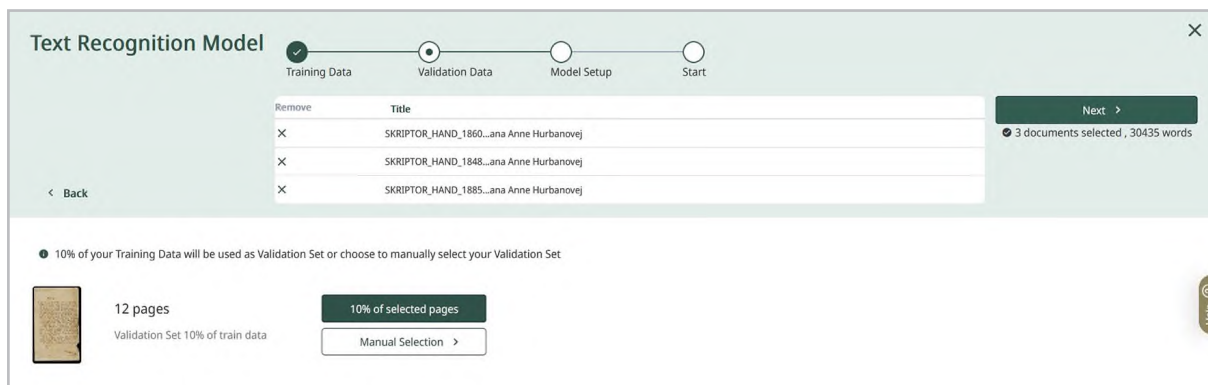 Text Recognition Model
Training Data
Validation Data
Model Setup
Start
Remove
Title
SKRIPTOR_HAND_1860...ana Anne Hurbanovej
SKRIPTOR_HAND_1848...ana Anne Hurbanovej
SKRIPTOR_HAND_1885...ana Anne Hurbanovej
Next >
3 documents selected , 30435 words
< Back
10% of your Training Data will be used as Validation Set or choose to manually select your Validation Set
12 pages
Validation Set 10% of train data
10% of selected pages
Manual Selection >